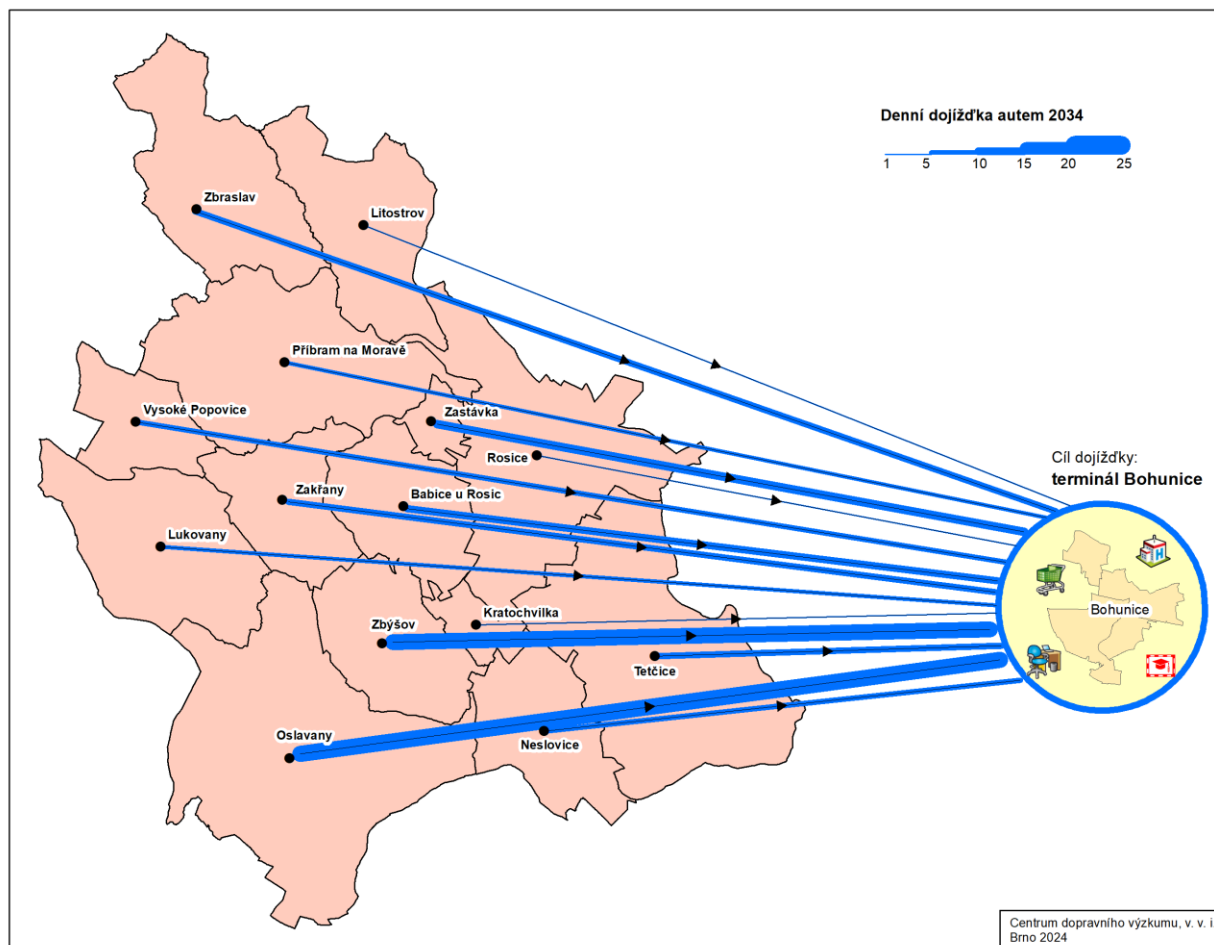 Denní dojížďka autem 2034
1 5 10 15 20 25
Zbraslav
Litostrov
Příbram na Moravě
Vysoké Popovice
Zastávka
Rosice
Cíl dojížďky:
terminál Bohunice
Zakřany
Babice u Rosic
Lukovany
Kratochvilka
Bohunice
Zbýšov
Tetčice
Oslavany
Neslovice
H
Centrum dopravního výzkumu, v. v. i.
Brno 2024